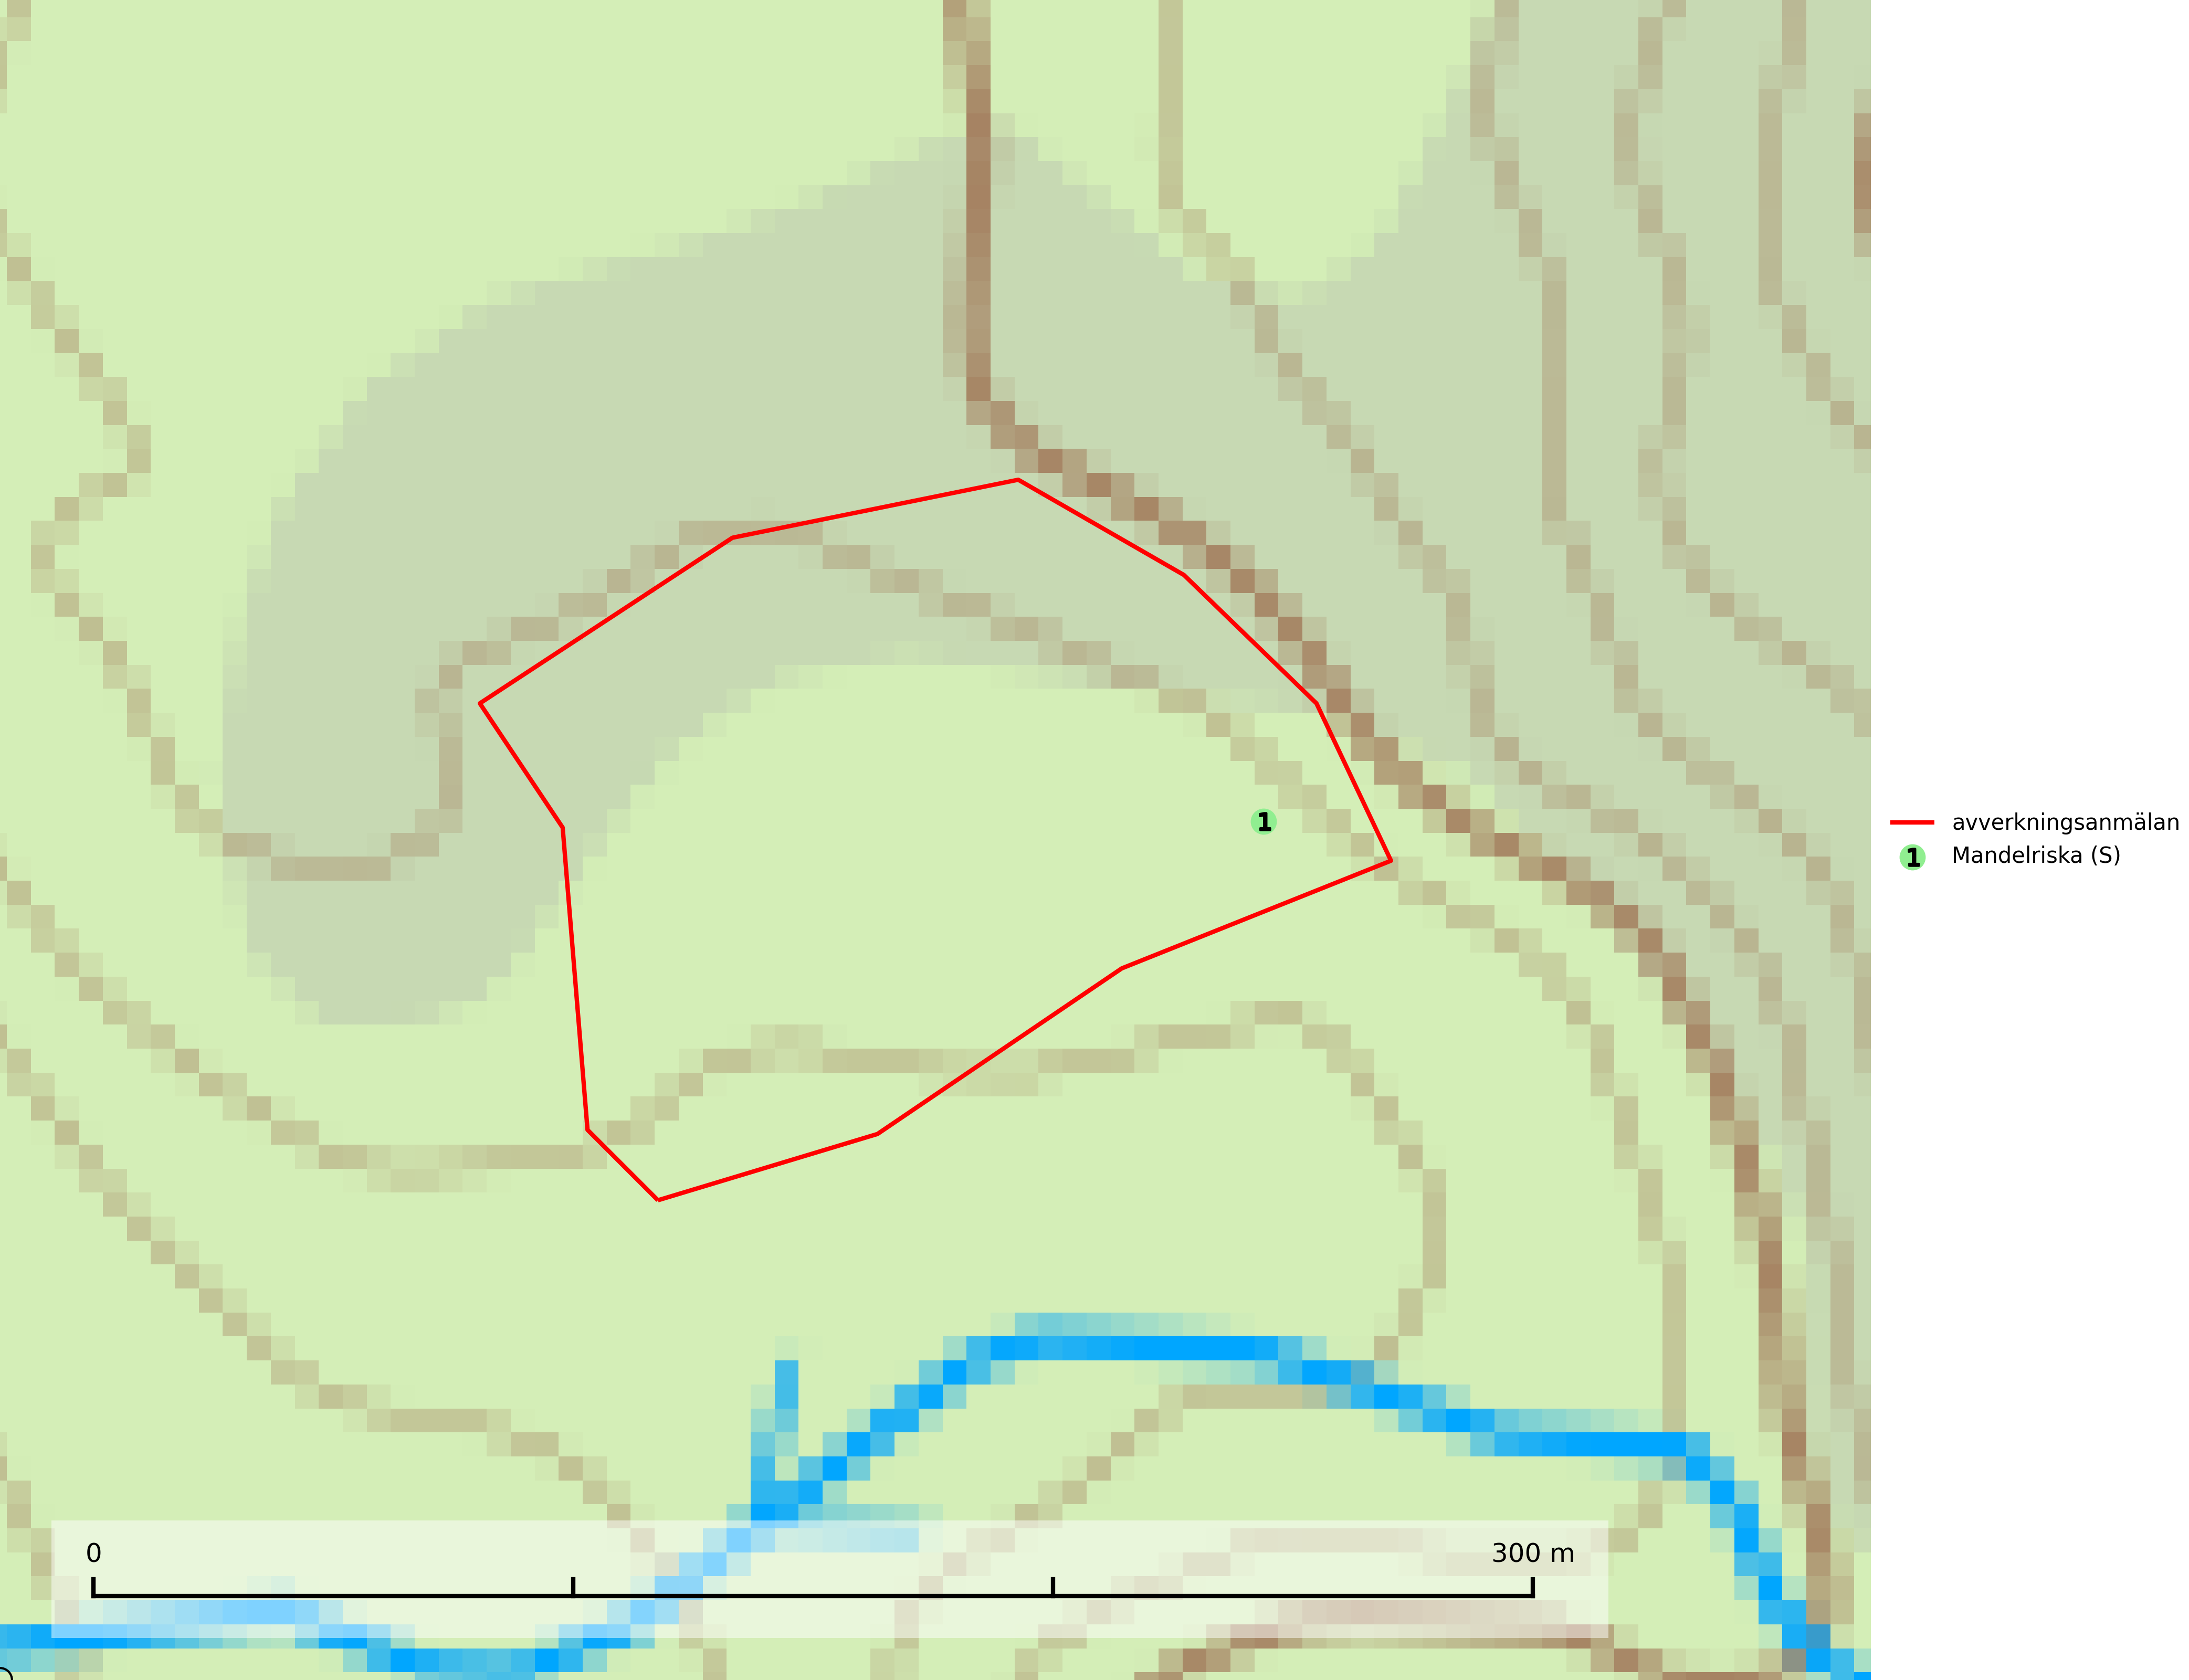 1
avverkningsanmälan
1 Mandelriska (S)
0 300 m